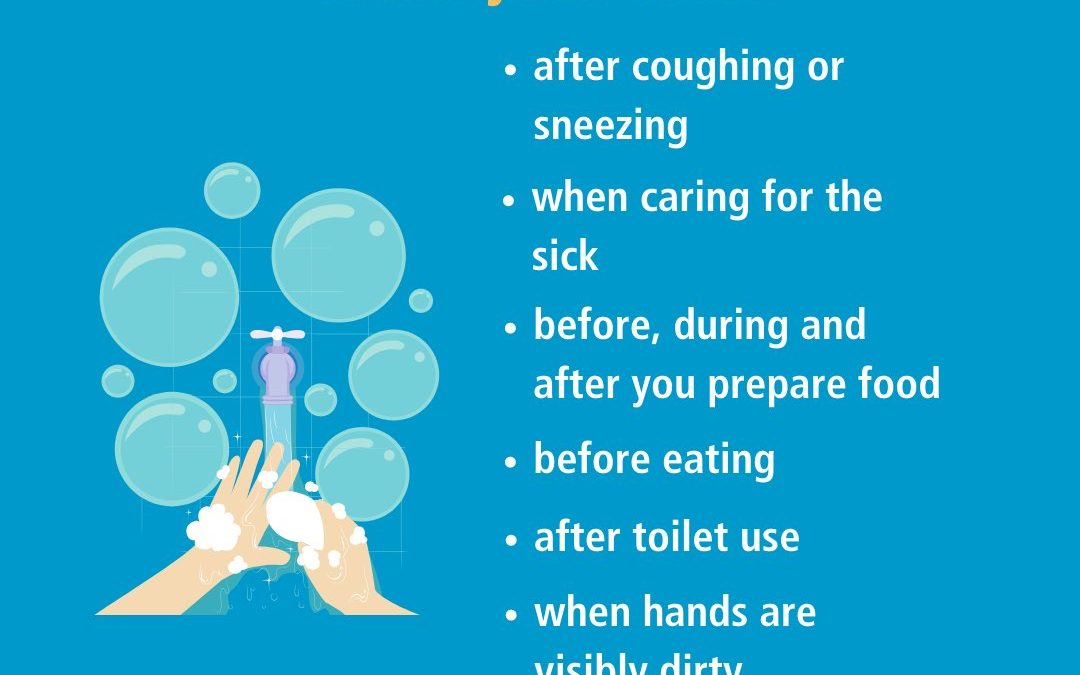 • after coughing or
sneezing
• when caring for the
sick
• before, during and
after you prepare food
• before eating
• after toilet use
• when hands are
visibly dirty